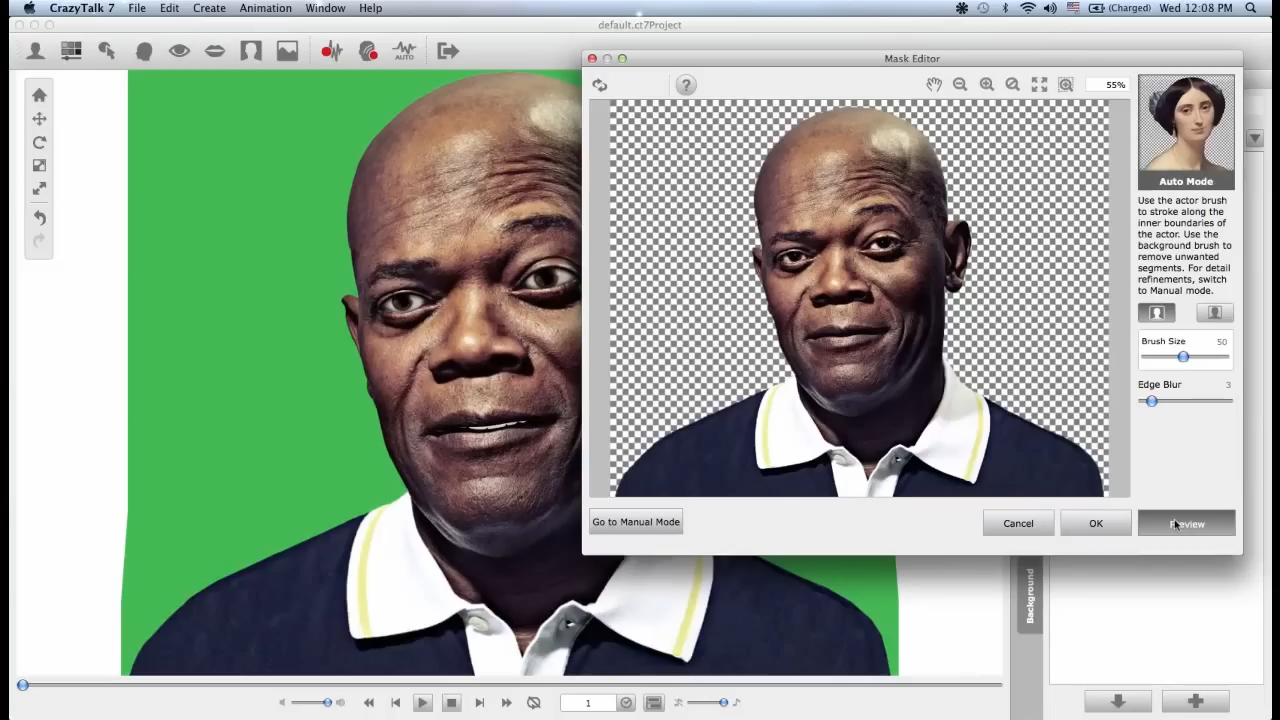 CrazyTalk 7 File Edit Create Animation Window Help (Charged) Wed 12:08 PM
default.ct7Project
Mask Editor
AUTO
?
55%
Auto Mode
Use the actor brush
to stroke along the
inner boundaries of
the actor. Use the
background brush to
remove unwanted
segments. For detail
refinements, switch
to Manual mode.
Brush Size 50
Edge Blur 3
Go to Manual Mode
Cancel
OK
Preview
Background
1